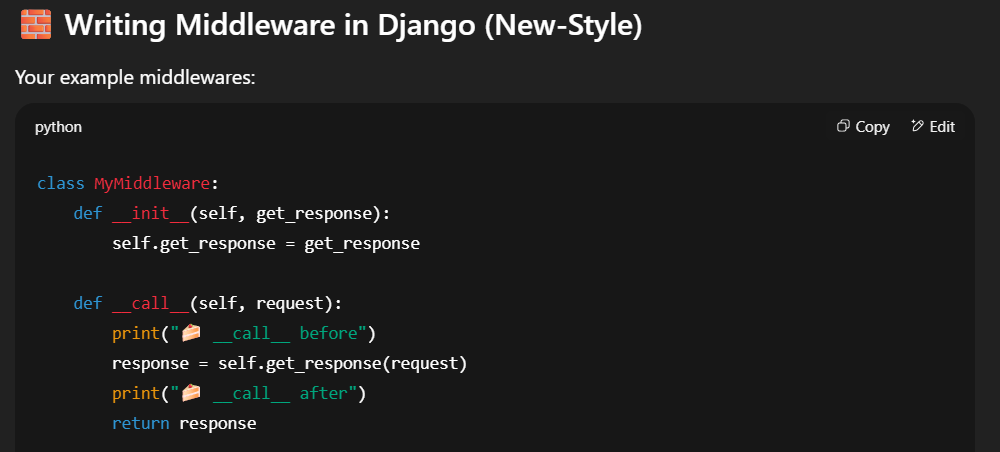 🧱 Writing Middleware in Django (New-Style)
Your example middlewares:
python Copy Edit
class MyMiddleware:
    def __init__(self, get_response):
        self.get_response = get_response

    def __call__(self, request):
        print("🍰 __call__ before")
        response = self.get_response(request)
        print("🍰 __call__ after")
        return response